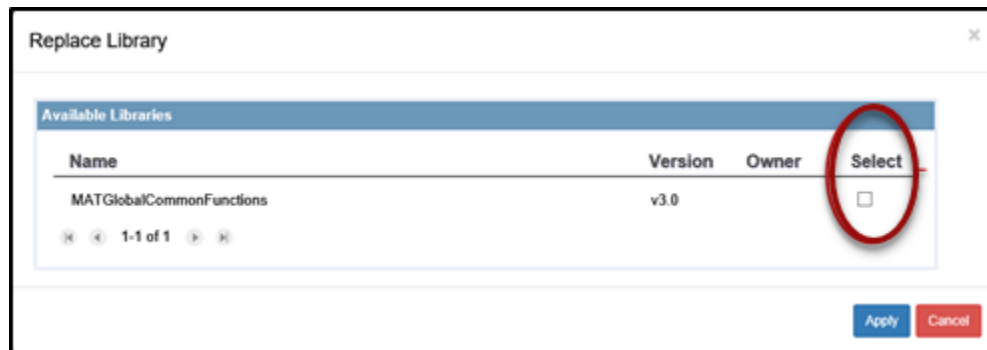 Replace Library ×
Available Libraries
Name Version Owner Select
MATGlobalCommonFunctions v3.0
1-1 of 1
Apply Cancel